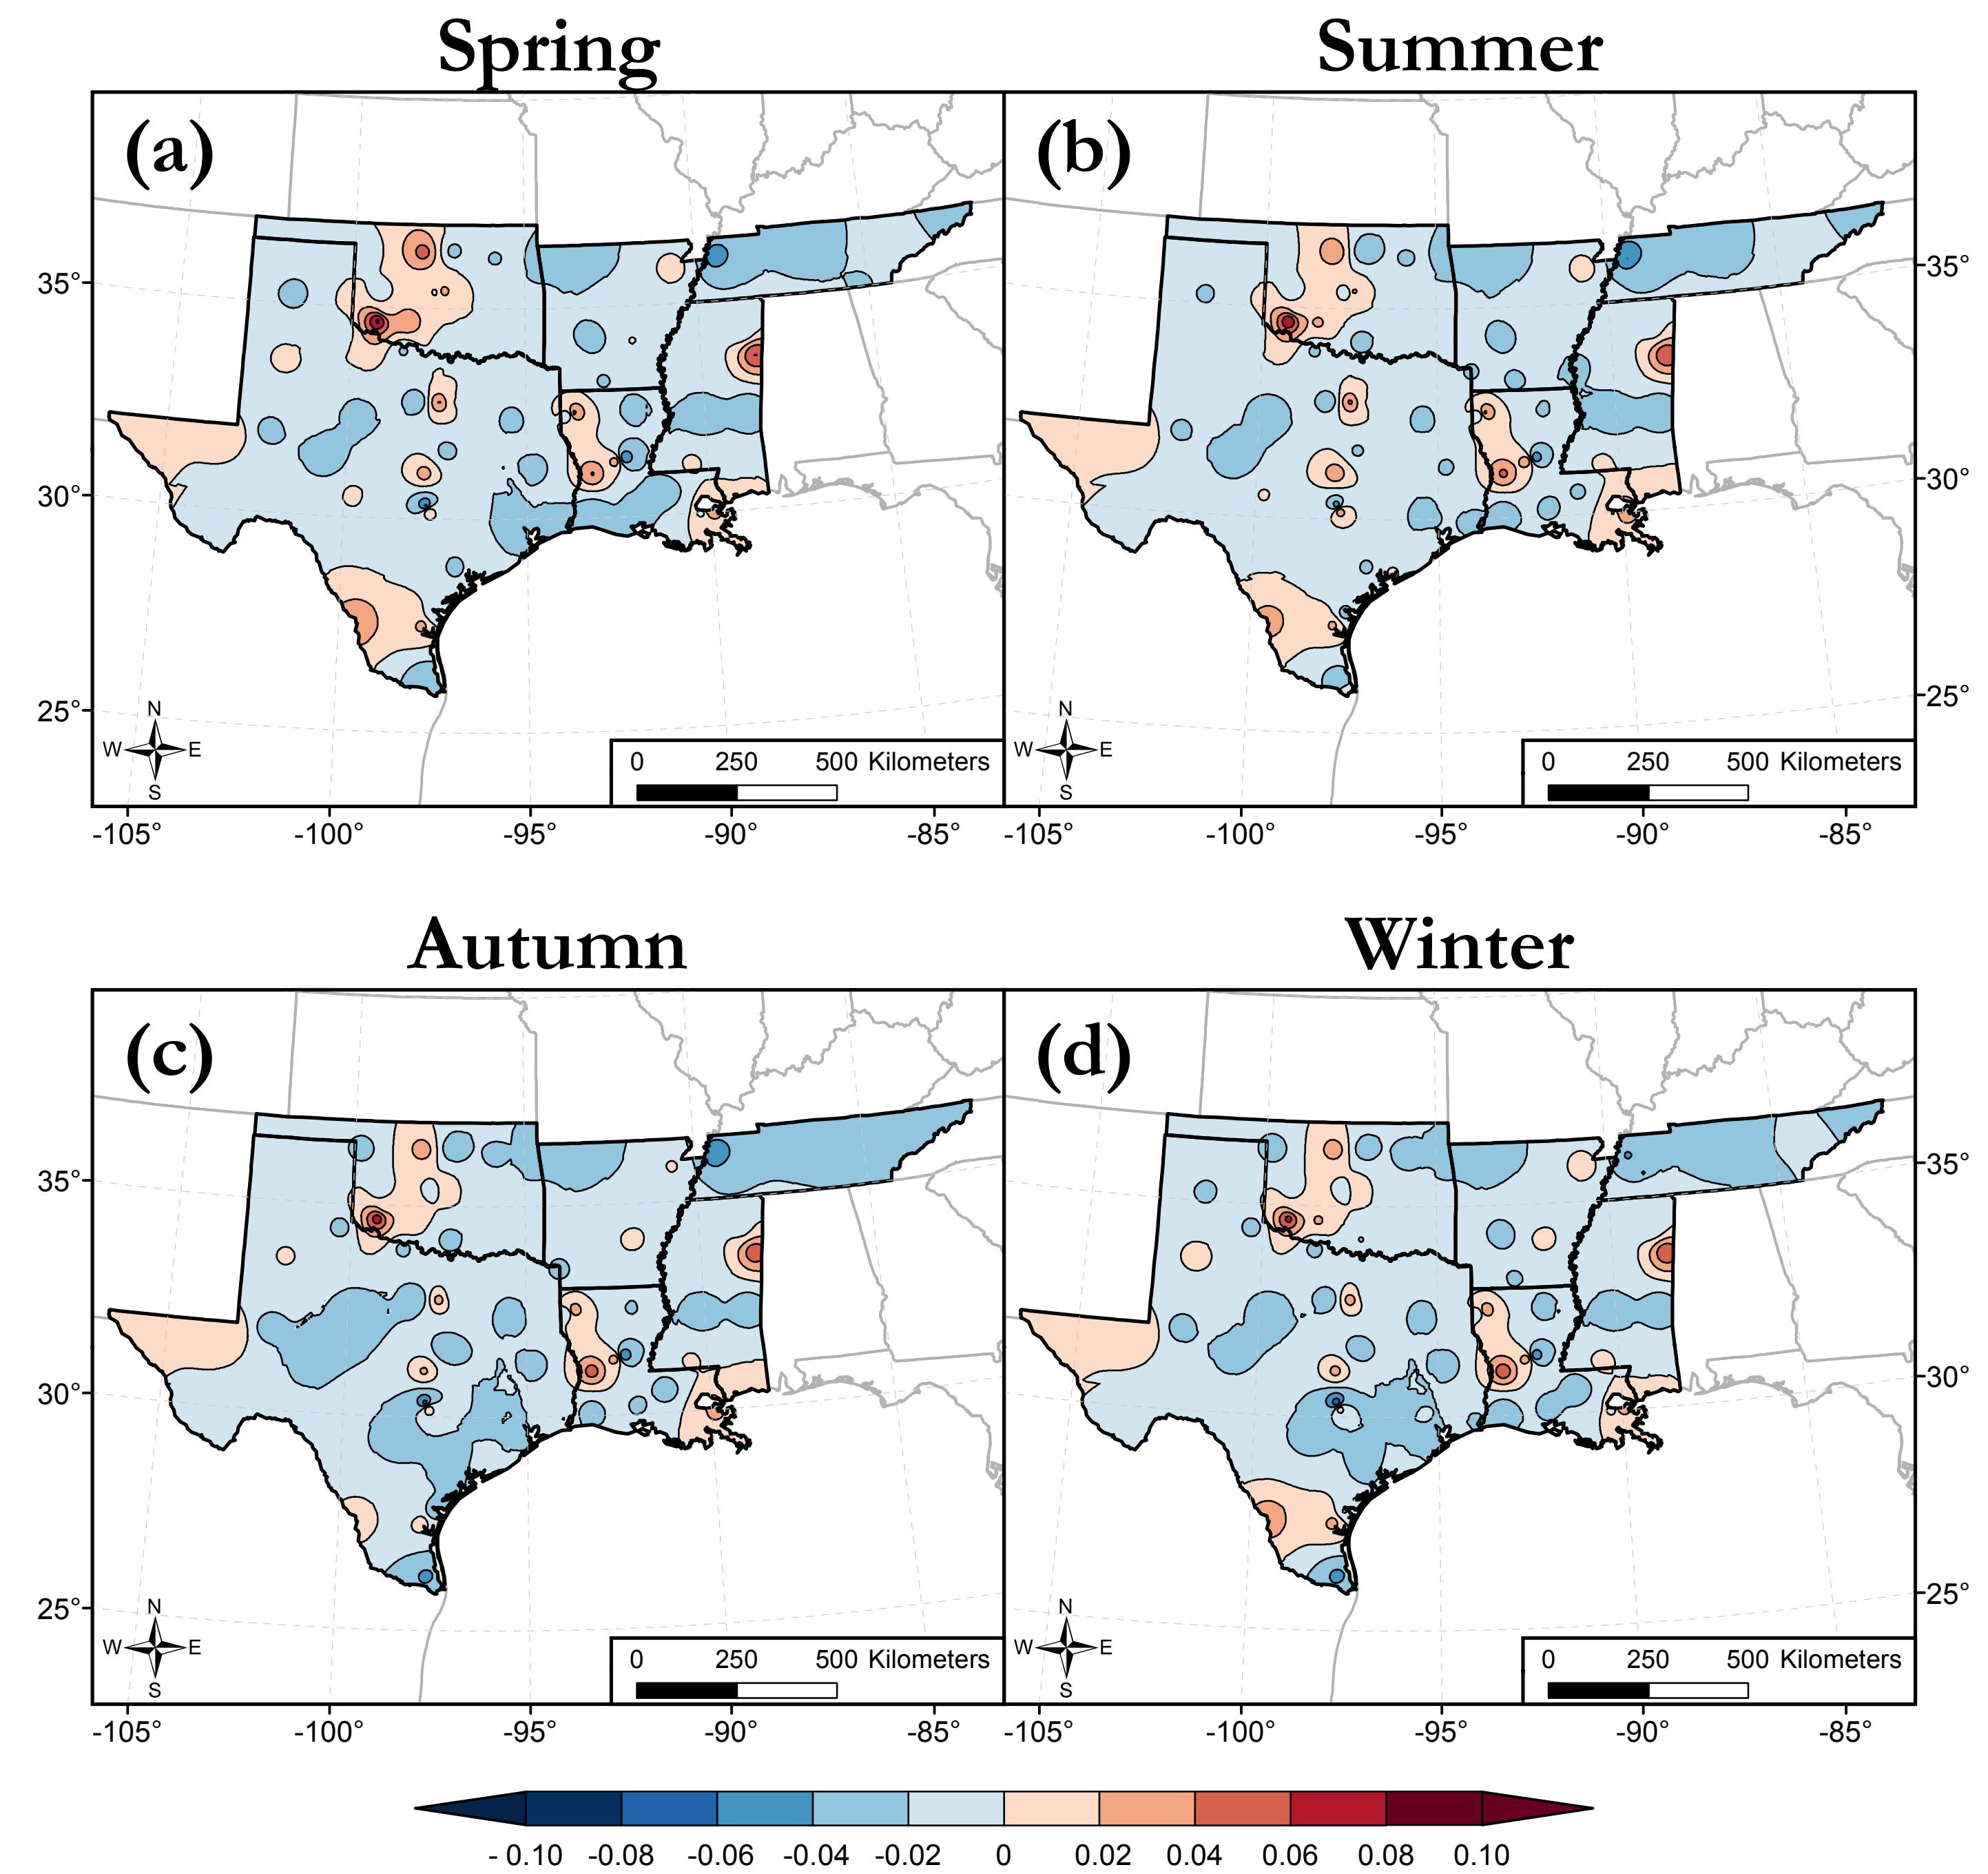 Spring
Summer
(a)
(b)
35°
30°
25°
35°
30°
25°
N
W E
S
0 250 500 Kilometers
N
W E
S
0 250 500 Kilometers
-105° -100° -95° -90° -85°
-105° -100° -95° -90° -85°
Autumn
Winter
(c)
(d)
35°
30°
25°
35°
30°
25°
N
W E
S
0 250 500 Kilometers
N
W E
S
0 250 500 Kilometers
-105° -100° -95° -90° -85°
-105° -100° -95° -90° -85°
- 0.10 -0.08 -0.06 -0.04 -0.02 0 0.02 0.04 0.06 0.08 0.10